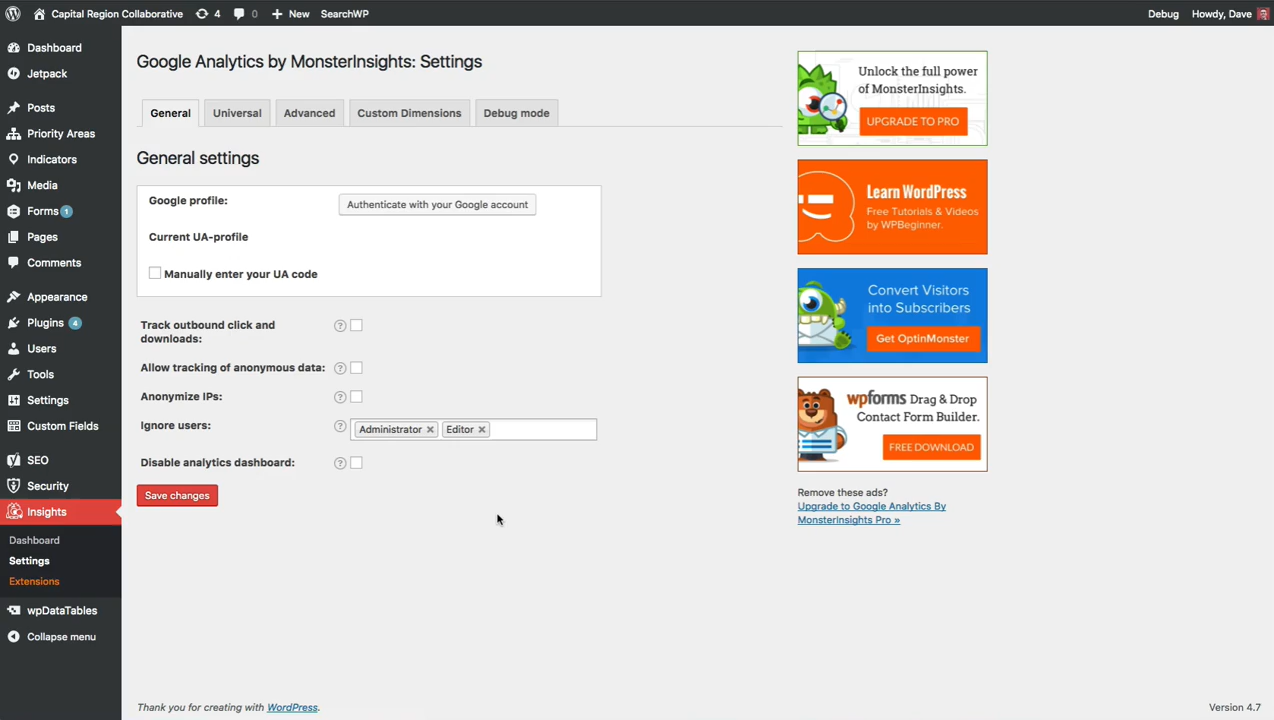 Capital Region Collaborative 4 0 New SearchWP Debug Howdy, Dave
Dashboard
Jetpack
Posts
Priority Areas
Indicators
Media
Forms 1
Pages
Comments
Appearance
Plugins 4
Users
Tools
Settings
Custom Fields
SEO
Security
Insights
Dashboard
Settings
Extensions
wpDataTables
Collapse menu
Google Analytics by MonsterInsights: Settings
General Universal Advanced Custom Dimensions Debug mode
General settings
Google profile: Authenticate with your Google account
Current UA-profile
Manually enter your UA code
Track outbound click and
downloads: ?
Allow tracking of anonymous data: ?
Anonymize IPs: ?
Ignore users: ? Administrator × Editor ×
Disable analytics dashboard: ?
Save changes
Unlock the full power
of MonsterInsights.
UPGRADE TO PRO
Learn WordPress
Free Tutorials & Videos
by WPBeginner.
Convert Visitors
into Subscribers
Get OptinMonster
wpforms Drag & Drop
Contact Form Builder.
FREE DOWNLOAD
Remove these ads?
Upgrade to Google Analytics By
MonsterInsights Pro »
Thank you for creating with WordPress. Version 4.7